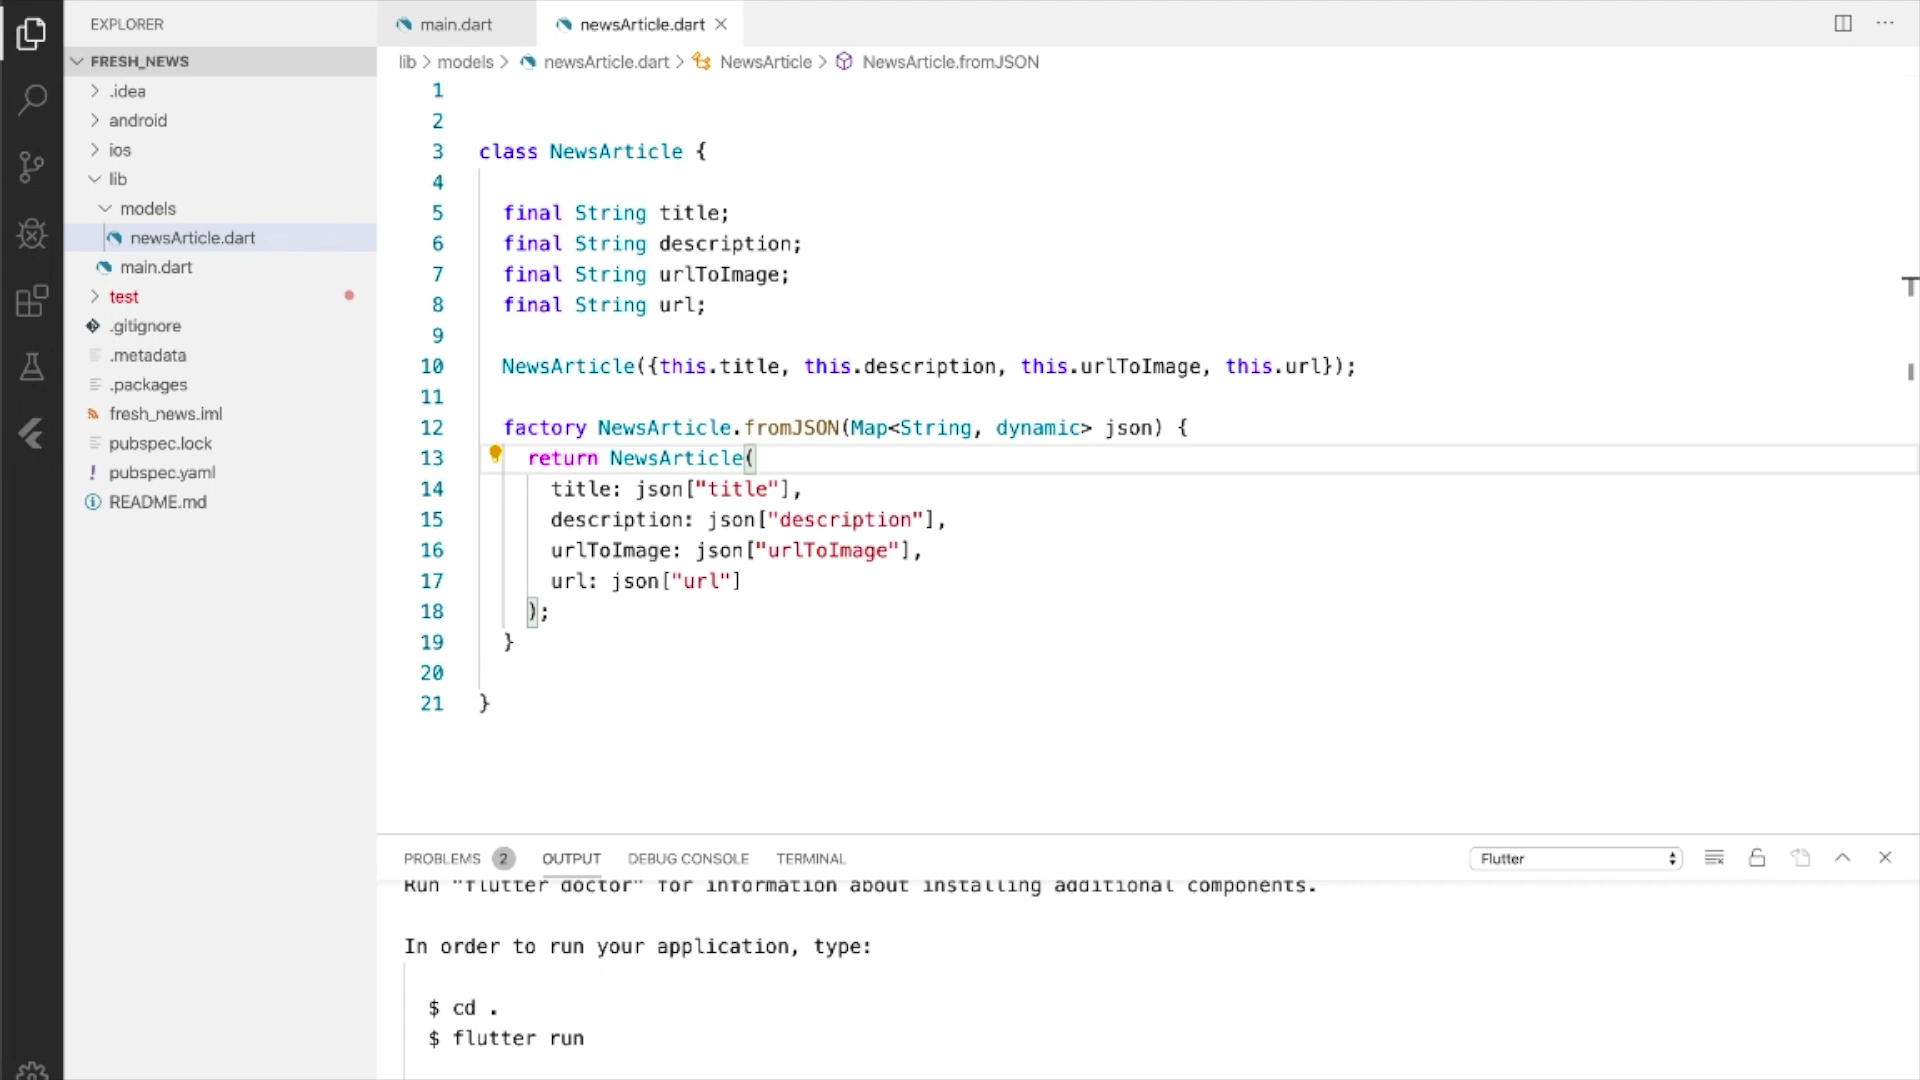 EXPLORER
FRESH_NEWS
.idea
android
ios
lib
models
newsArticle.dart
main.dart
test
.gitignore
.metadata
.packages
fresh_news.iml
pubspec.lock
pubspec.yaml
README.md
main.dart
newsArticle.dart
lib > models > newsArticle.dart > NewsArticle > NewsArticle.fromJSON
1
2
3 class NewsArticle {
4
5 final String title;
6 final String description;
7 final String urlToImage;
8 final String url;
9
10 NewsArticle({this.title, this.description, this.urlToImage, this.url});
11
12 factory NewsArticle.fromJSON(Map<String, dynamic> json) {
13 return NewsArticle(
14 title: json["title"],
15 description: json["description"],
16 urlToImage: json["urlToImage"],
17 url: json["url"]
18 );
19 }
20
21 }
PROBLEMS 2 OUTPUT DEBUG CONSOLE TERMINAL Flutter
Run "flutter doctor" for information about installing additional components.
In order to run your application, type:
$ cd .
$ flutter run